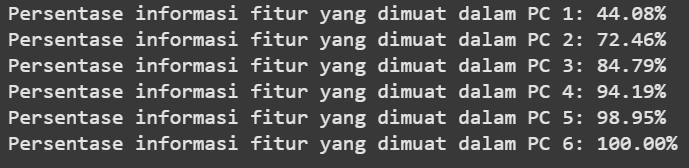 Persentase informasi fitur yang dimuat dalam PC 1: 44.08%
Persentase informasi fitur yang dimuat dalam PC 2: 72.46%
Persentase informasi fitur yang dimuat dalam PC 3: 84.79%
Persentase informasi fitur yang dimuat dalam PC 4: 94.19%
Persentase informasi fitur yang dimuat dalam PC 5: 98.95%
Persentase informasi fitur yang dimuat dalam PC 6: 100.00%